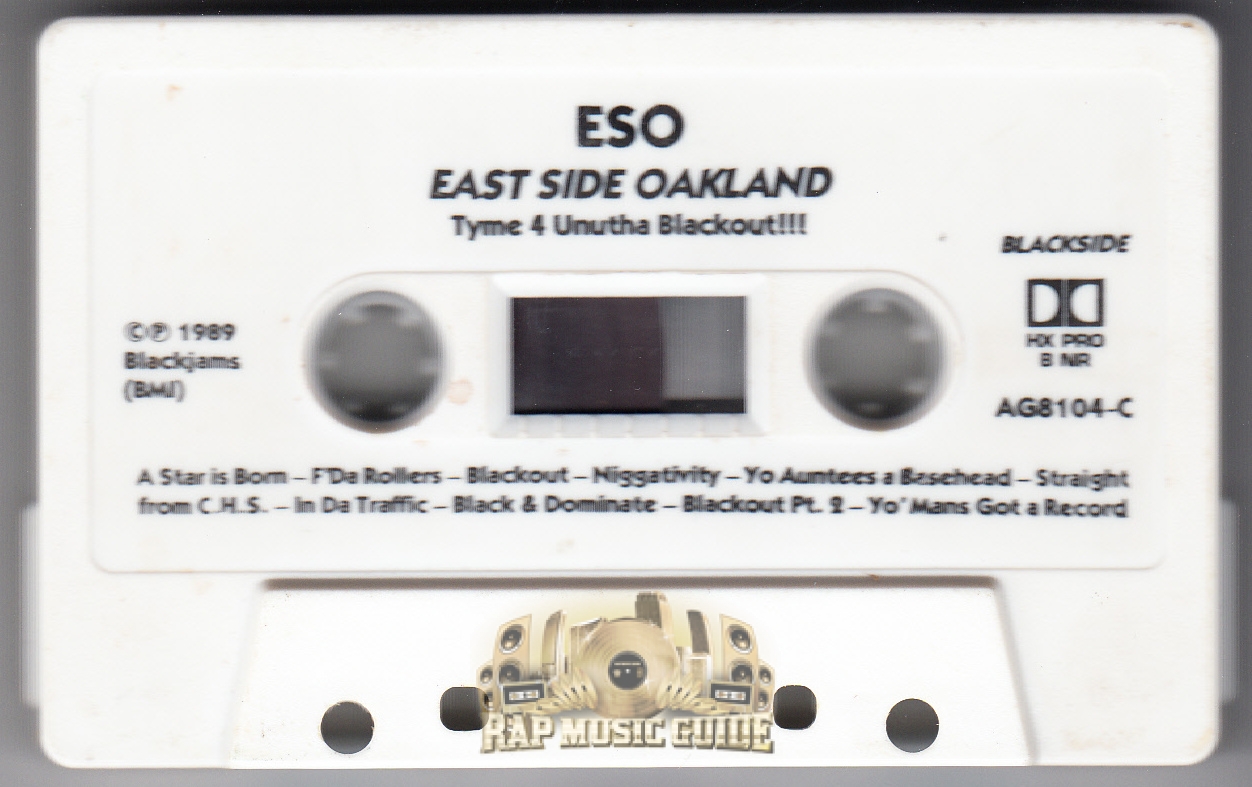 ESO
EAST SIDE OAKLAND
Tyme 4 Unutha Blackout!!!
BLACKSIDE
HX PRO
B NR
AG8104-C
©℗ 1989
Blackjams
(BMI)
A Star is Born – F'Da Rollers – Blackout – Niggativity – Yo Auntees a Basehead – Straight
from C.H.S. – In Da Traffic – Black & Dominate – Blackout Pt. 2 – Yo' Mans Got a Record
RAP MUSIC GUIDE